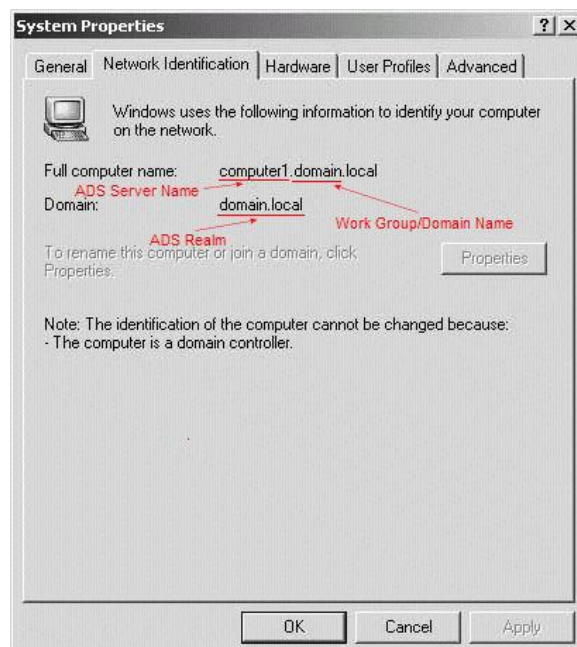 System Properties
? X
General Network Identification Hardware User Profiles Advanced
Windows uses the following information to identify your computer
on the network.
Full computer name: computer1.domain.local
ADS Server Name
Domain: domain.local
Work Group/Domain Name
ADS Realm
To rename this computer or join a domain, click
Properties.
Properties
Note: The identification of the computer cannot be changed because:
- The computer is a domain controller.
OK Cancel Apply